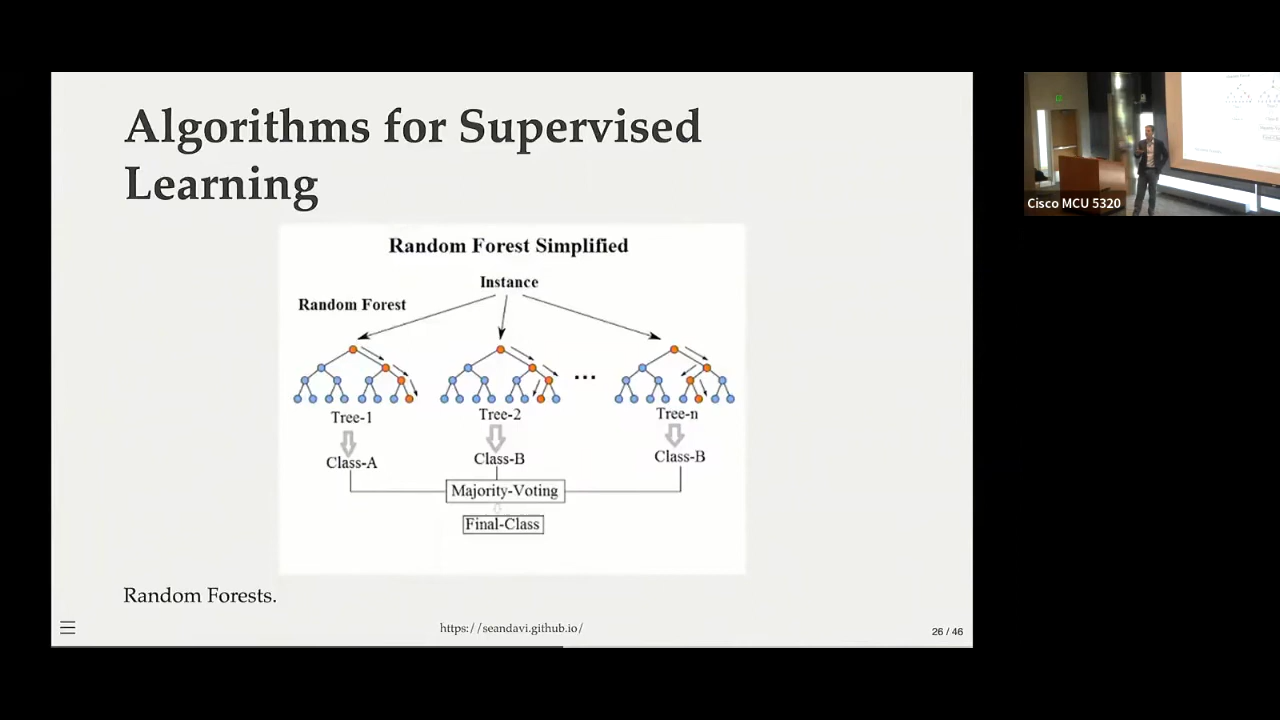 Algorithms for Supervised
Learning
Random Forest Simplified
Instance
Random Forest
...
Tree-1
Tree-2
Tree-n
Class-A
Class-B
Class-B
Majority-Voting
Final-Class
Random Forests.
https://seandavi.github.io/
26 / 46
Cisco MCU 5320